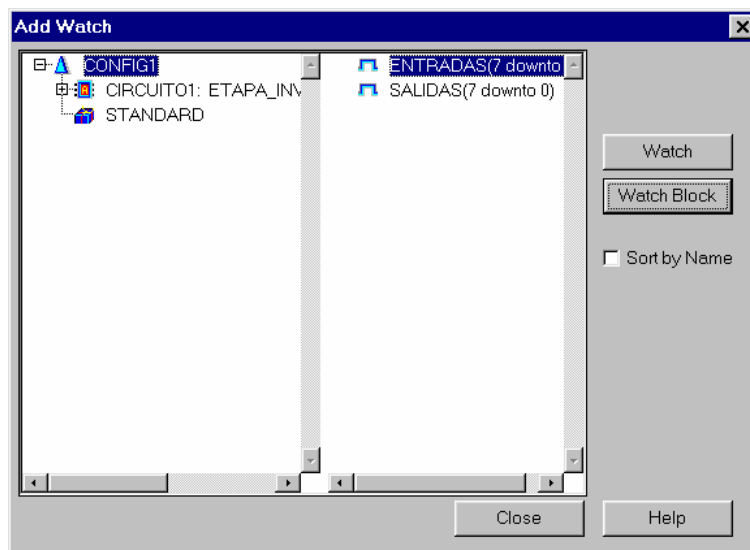 Add Watch
CONFIG1
CIRCUITO1: ETAPA_INV
STANDARD
ENTRADAS(7 downto
SALIDAS(7 downto 0)
Watch
Watch Block
Sort by Name
Close
Help